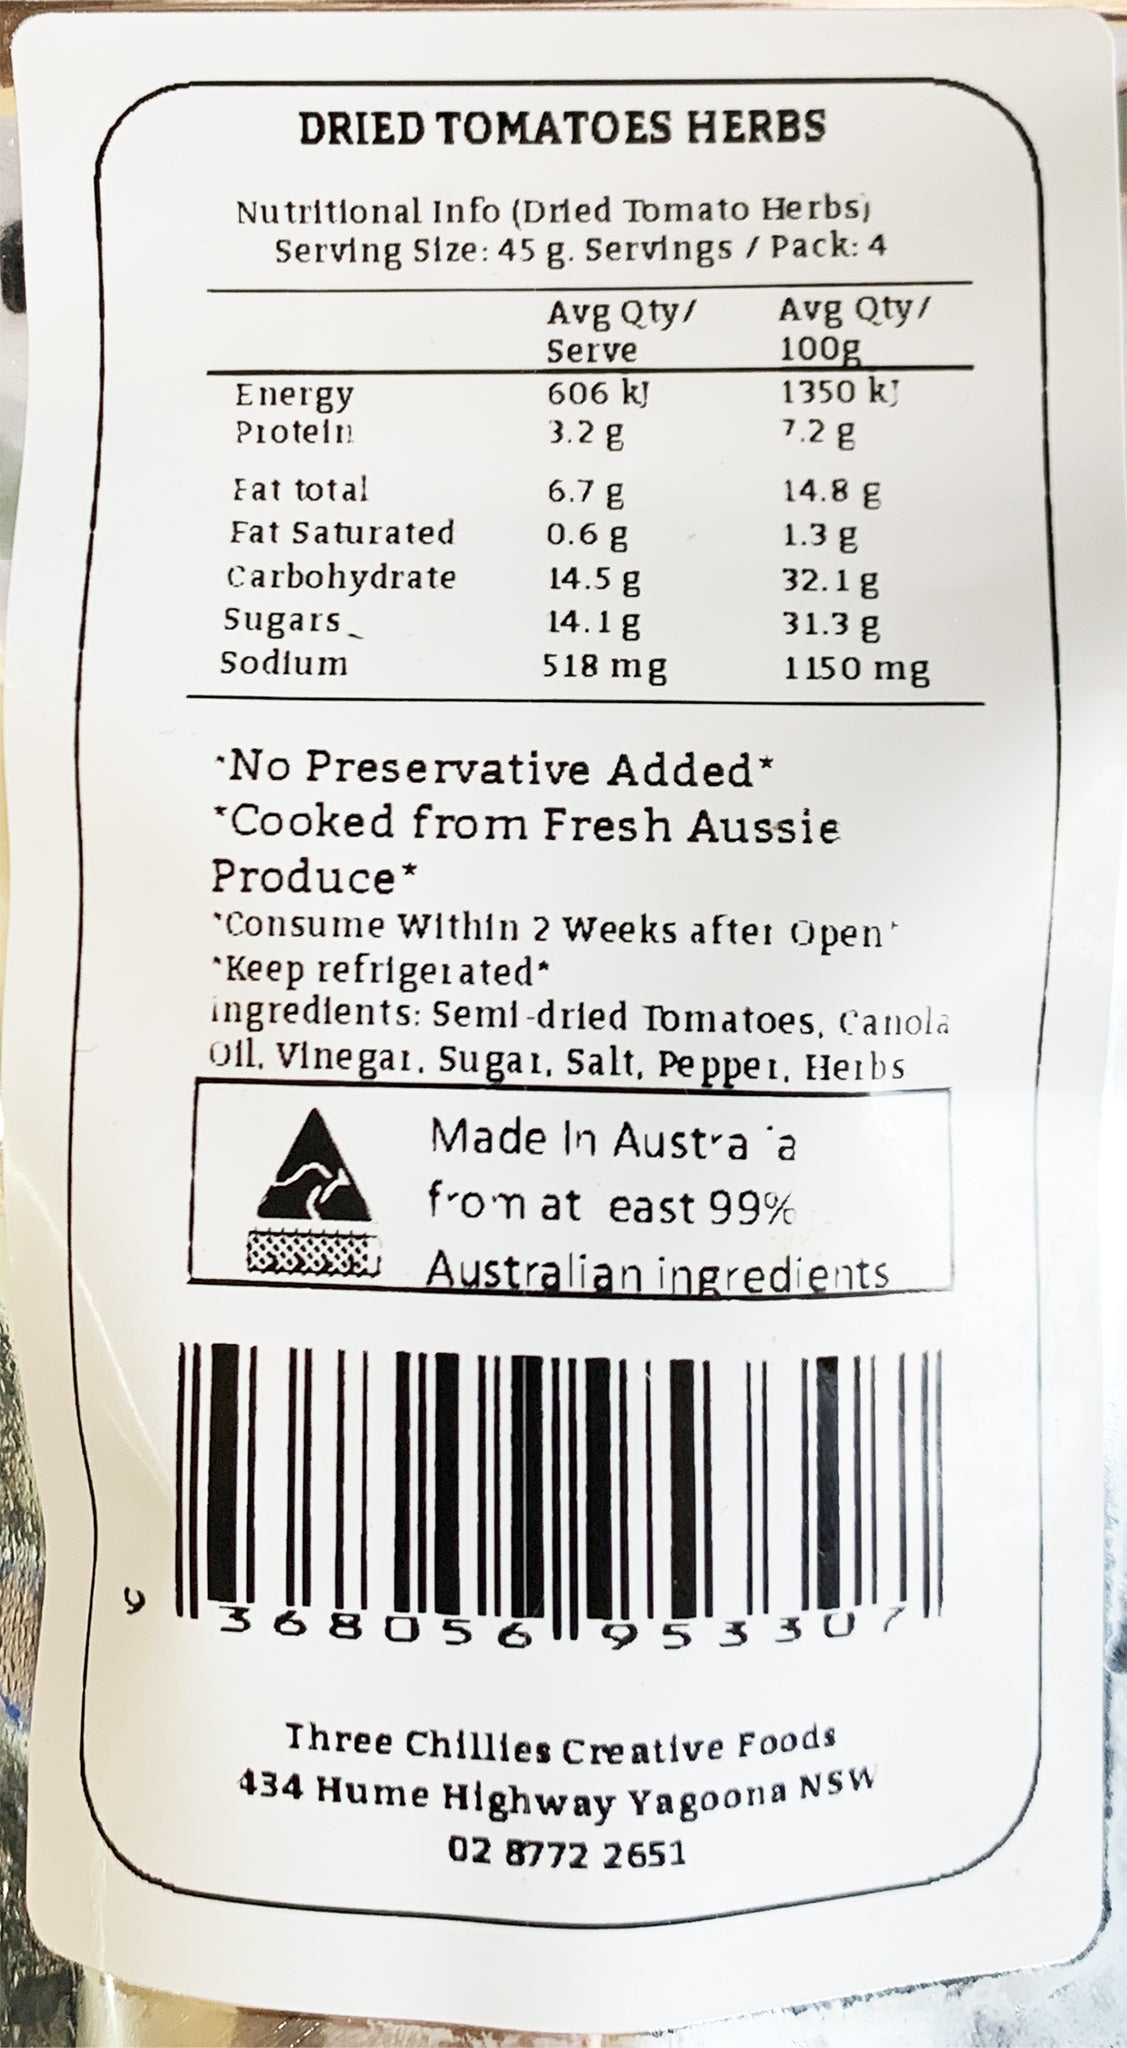 DRIED TOMATOES HERBS
Nutritional Info (Dried Tomato Herbs)
Serving Size: 45 g. Servings / Pack: 4
Avg Qty/ Avg Qty/
Serve 100g
Energy 606 kJ 1350 kJ
Protein 3.2 g 7.2 g
Fat total 6.7 g 14.8 g
Fat Saturated 0.6 g 1.3 g
Carbohydrate 14.5 g 32.1 g
Sugars 14.1 g 31.3 g
Sodium 518 mg 1150 mg
*No Preservative Added*
*Cooked from Fresh Aussie
Produce*
*Consume Within 2 Weeks after Open*
*Keep refrigerated*
ingredients: Semi-dried Tomatoes, Canola
Oil, Vinegar, Sugar, Salt, Pepper, Herbs
Made In Australia
from at least 99%
Australian ingredients
9 368056 953307
Three Chillies Creative Foods
434 Hume Highway Yagoona NSW
02 8772 2651